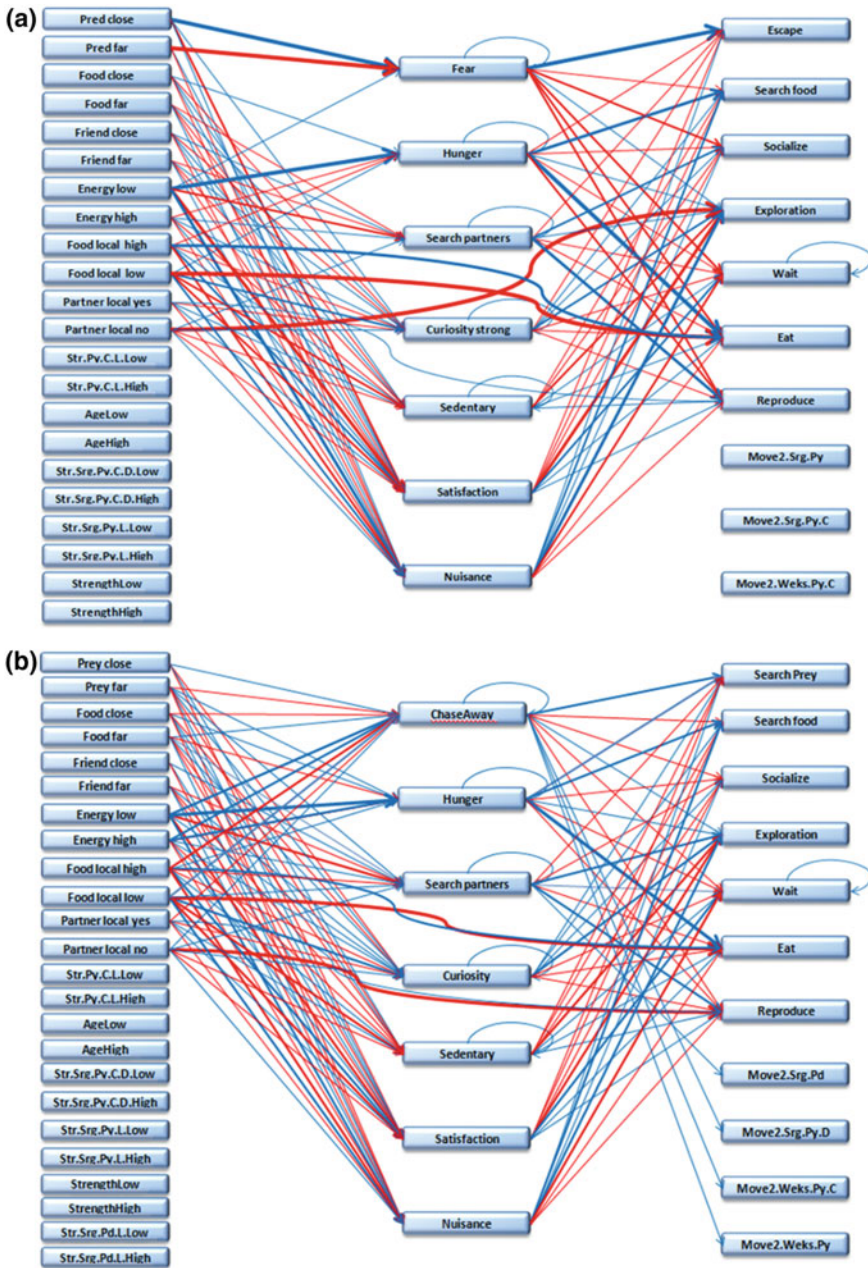 (a)
Pred close
Pred far
Food close
Food far
Friend close
Friend far
Energy low
Energy high
Food local high
Food local low
Partner local yes
Partner local no
Str.Py.C.L.Low
Str.Py.C.L.High
AgeLow
AgeHigh
Str.Srg.Py.C.D.Low
Str.Srg.Py.C.D.High
Str.Srg.Py.L.Low
Str.Srg.Py.L.High
StrengthLow
StrengthHigh
Fear
Hunger
Search partners
Curiosity strong
Sedentary
Satisfaction
Nuisance
Escape
Search food
Socialize
Exploration
Wait
Eat
Reproduce
Move2.Srg.Py
Move2.Srg.Py.C
Move2.Weks.Py.C
(b)
Prey close
Prey far
Food close
Food far
Friend close
Friend far
Energy low
Energy high
Food local high
Food local low
Partner local yes
Partner local no
Str.Py.C.L.Low
Str.Py.C.L.High
AgeLow
AgeHigh
Str.Srg.Py.C.D.Low
Str.Srg.Py.C.D.High
Str.Srg.Py.L.Low
Str.Srg.Py.L.High
StrengthLow
StrengthHigh
Str.Srg.Pd.L.Low
Str.Srg.Pd.L.High
ChaseAway
Hunger
Search partners
Curiosity
Sedentary
Satisfaction
Nuisance
Search Prey
Search food
Socialize
Exploration
Wait
Eat
Reproduce
Move2.Srg.Pd
Move2.Srg.Py.D
Move2.Weks.Py.C
Move2.Weks.Py